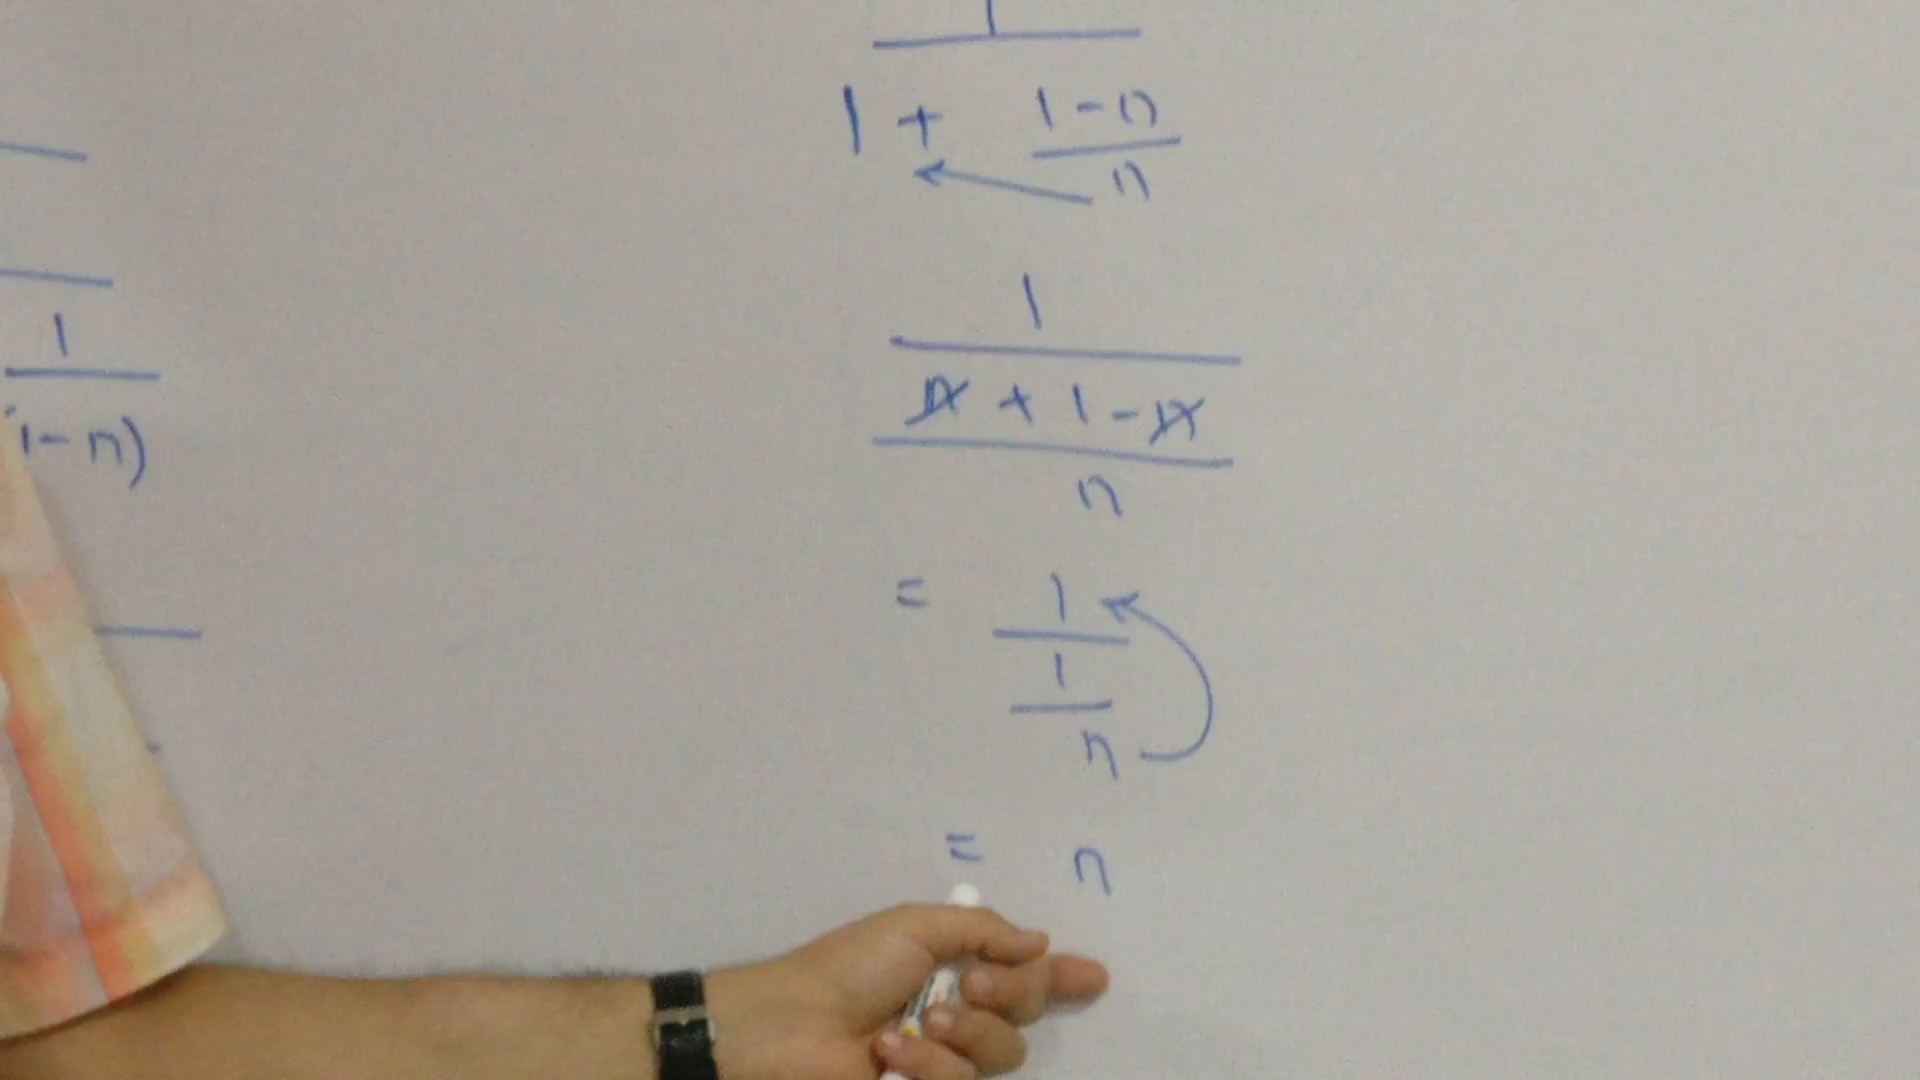 1
1 + 1-n
n
1
n + 1 - n
n
= 1
1
n
= n
1
1-n)